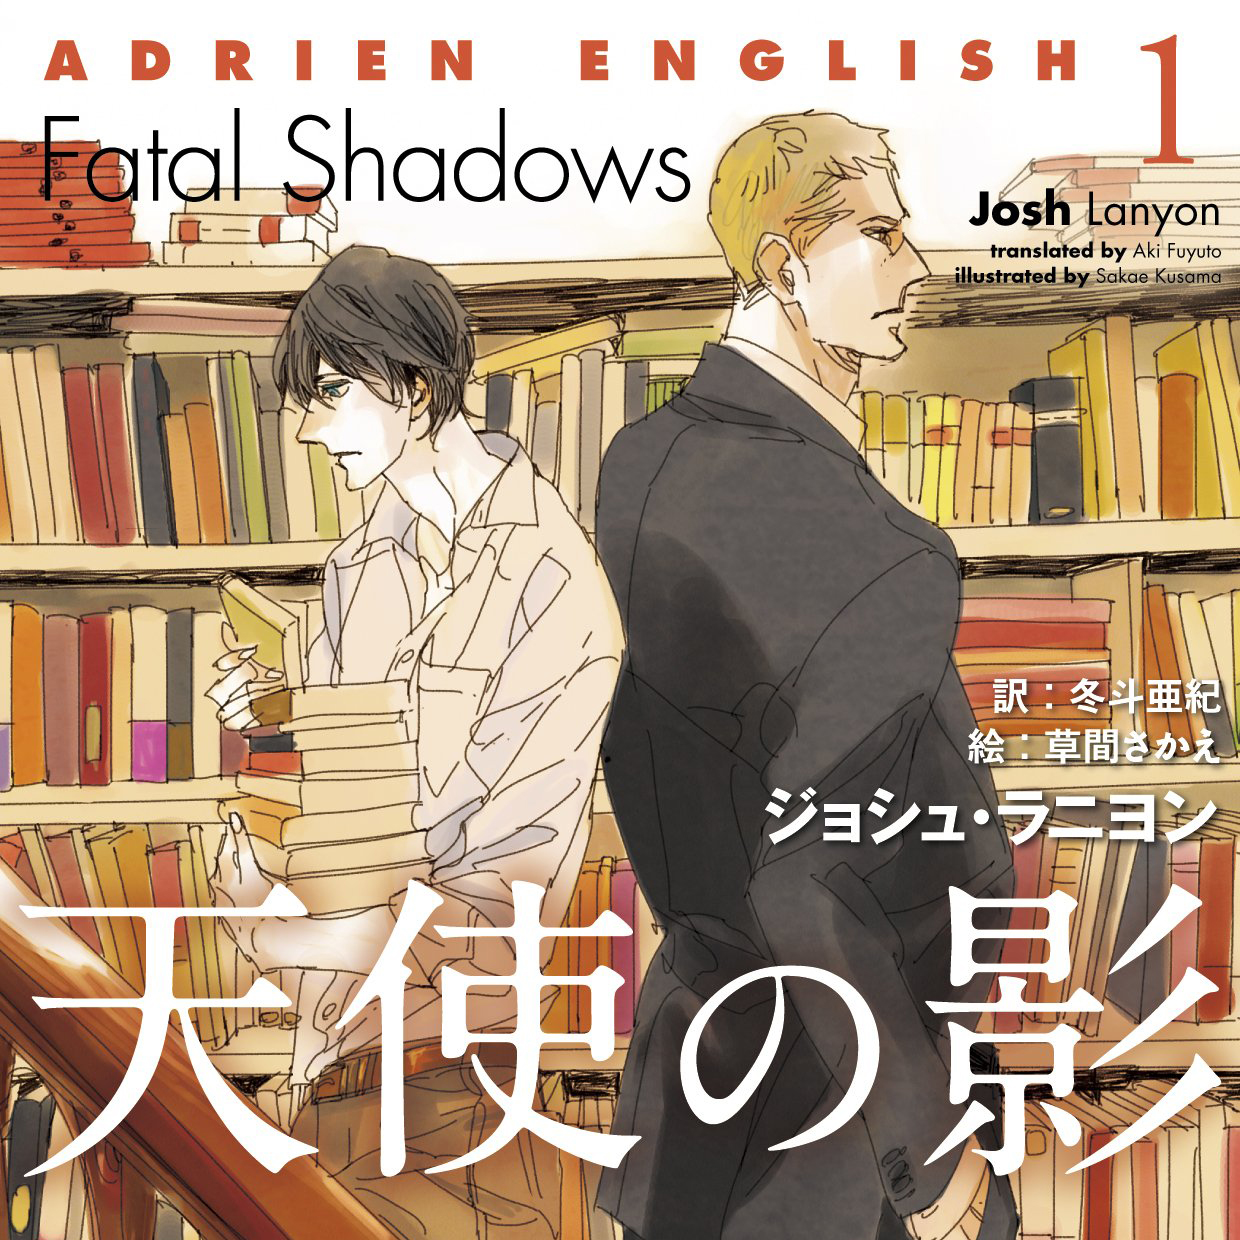 ADRIEN ENGLISH 1
Fatal Shadows
Josh Lanyon
translated by Aki Fuyuto
illustrated by Sakae Kusama
訳：冬斗亜紀
絵：草間さかえ
ジョシュ・ラニヨン
天使の影